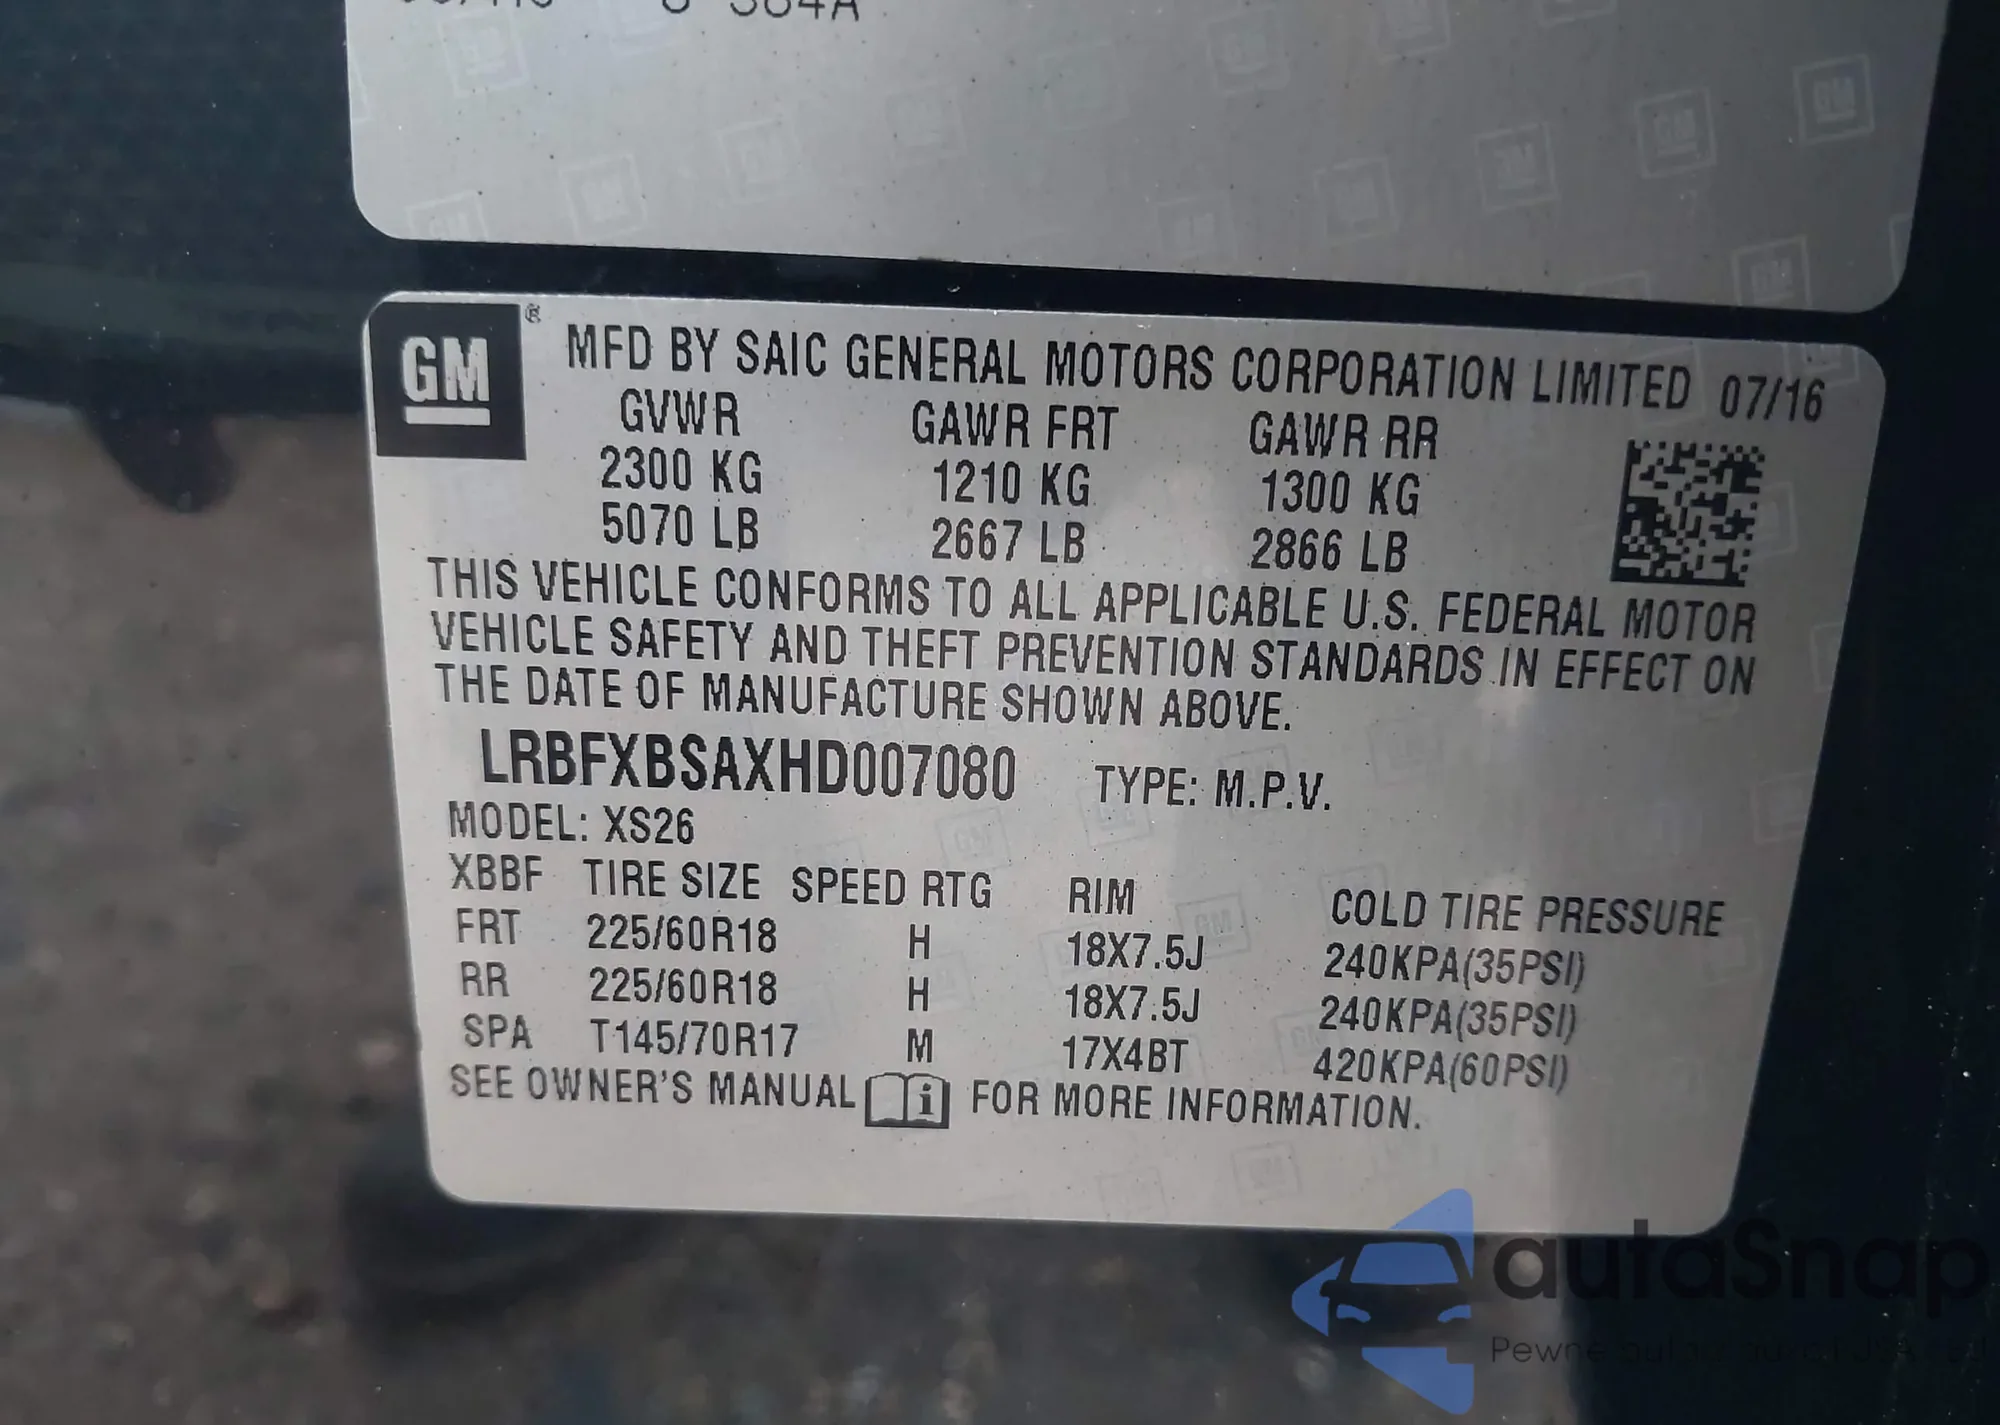 364A
GM
®
MFD BY SAIC GENERAL MOTORS CORPORATION LIMITED 07/16
GVWR GAWR FRT GAWR RR
2300 KG 1210 KG 1300 KG
5070 LB 2667 LB 2866 LB
THIS VEHICLE CONFORMS TO ALL APPLICABLE U.S. FEDERAL MOTOR
VEHICLE SAFETY AND THEFT PREVENTION STANDARDS IN EFFECT ON
THE DATE OF MANUFACTURE SHOWN ABOVE.
LRBFXBSAXHD007080 TYPE: M.P.V.
MODEL: XS26
XBBF TIRE SIZE SPEED RTG RIM COLD TIRE PRESSURE
FRT 225/60R18 H 18X7.5J 240KPA(35PSI)
RR 225/60R18 H 18X7.5J 240KPA(35PSI)
SPA T145/70R17 M 17X4BT 420KPA(60PSI)
SEE OWNER'S MANUAL i FOR MORE INFORMATION.
autaSnap
Pewne auta